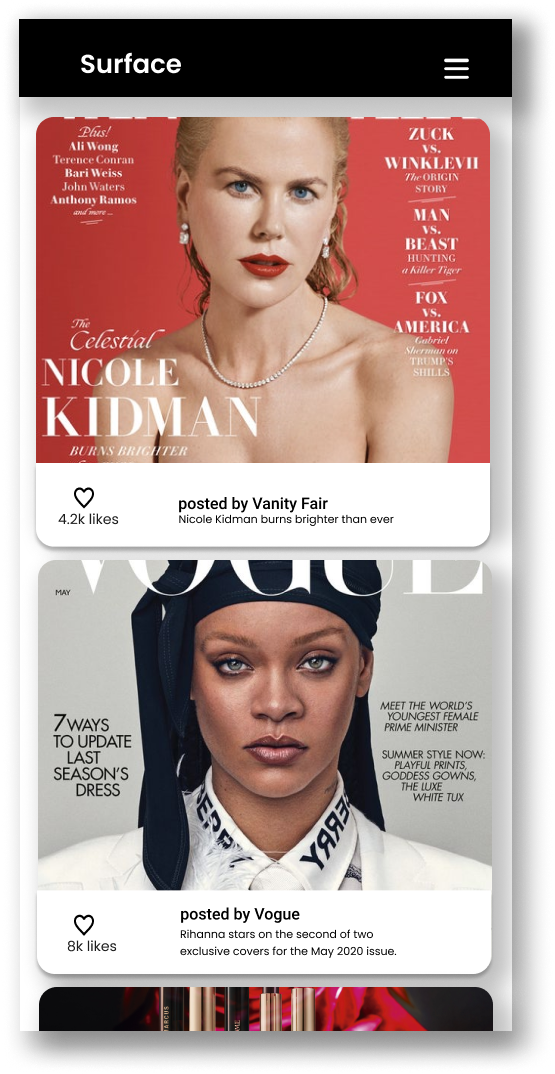 Surface
Plus!
Ali Wong
Terence Conran
Bari Weiss
John Waters
Anthony Ramos
and more ...
ZUCK
vs.
WINKLEVII
The ORIGIN
STORY
MAN
vs.
BEAST
HUNTING
a Killer Tiger
FOX
vs.
AMERICA
Gabriel
Sherman on
TRUMP'S
SHILLS
The
Celestial
NICOLE
KIDMAN
BURNS BRIGHTER
4.2k likes
posted by Vanity Fair
Nicole Kidman burns brighter than ever
VOGUE
MAY
7 WAYS
TO UPDATE
LAST
SEASON'S
DRESS
MEET THE WORLD'S
YOUNGEST FEMALE
PRIME MINISTER
SUMMER STYLE NOW:
PLAYFUL PRINTS,
GODDESS GOWNS,
THE LUXE
WHITE TUX
8k likes
posted by Vogue
Rihanna stars on the second of two
exclusive covers for the May 2020 issue.